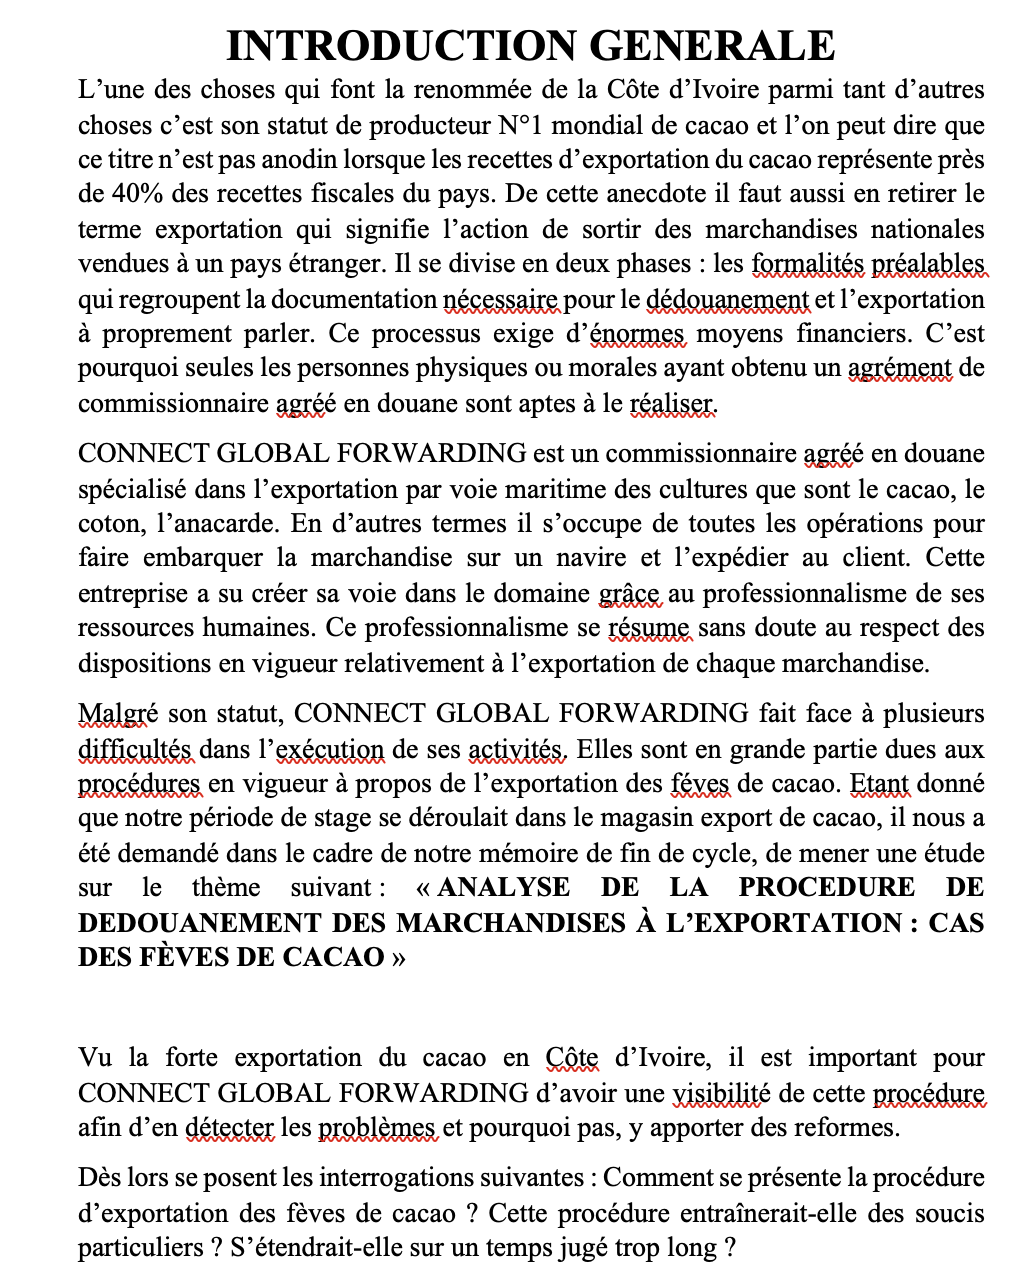 INTRODUCTION GENERALE
L’une des choses qui font la renommée de la Côte d’Ivoire parmi tant d’autres
choses c’est son statut de producteur N°1 mondial de cacao et l’on peut dire que
ce titre n’est pas anodin lorsque les recettes d’exportation du cacao représente près
de 40% des recettes fiscales du pays. De cette anecdote il faut aussi en retirer le
terme exportation qui signifie l’action de sortir des marchandises nationales
vendues à un pays étranger. Il se divise en deux phases : les formalités préalables
qui regroupent la documentation nécessaire pour le dédouanement et l’exportation
à proprement parler. Ce processus exige d’énormes moyens financiers. C’est
pourquoi seules les personnes physiques ou morales ayant obtenu un agrément de
commissionnaire agréé en douane sont aptes à le réaliser.
CONNECT GLOBAL FORWARDING est un commissionnaire agréé en douane
spécialisé dans l’exportation par voie maritime des cultures que sont le cacao, le
coton, l’anacarde. En d’autres termes il s’occupe de toutes les opérations pour
faire embarquer la marchandise sur un navire et l’expédier au client. Cette
entreprise a su créer sa voie dans le domaine grâce au professionnalisme de ses
ressources humaines. Ce professionnalisme se résume sans doute au respect des
dispositions en vigueur relativement à l’exportation de chaque marchandise.
Malgré son statut, CONNECT GLOBAL FORWARDING fait face à plusieurs
difficultés dans l’exécution de ses activités. Elles sont en grande partie dues aux
procédures en vigueur à propos de l’exportation des féves de cacao. Etant donné
que notre période de stage se déroulait dans le magasin export de cacao, il nous a
été demandé dans le cadre de notre mémoire de fin de cycle, de mener une étude
sur le thème suivant : « ANALYSE DE LA PROCEDURE DE
DEDOUANEMENT DES MARCHANDISES À L’EXPORTATION : CAS
DES FÈVES DE CACAO »
Vu la forte exportation du cacao en Côte d’Ivoire, il est important pour
CONNECT GLOBAL FORWARDING d’avoir une visibilité de cette procédure
afin d’en détecter les problèmes et pourquoi pas, y apporter des reformes.
Dès lors se posent les interrogations suivantes : Comment se présente la procédure
d’exportation des fèves de cacao ? Cette procédure entraînerait-elle des soucis
particuliers ? S’étendrait-elle sur un temps jugé trop long ?